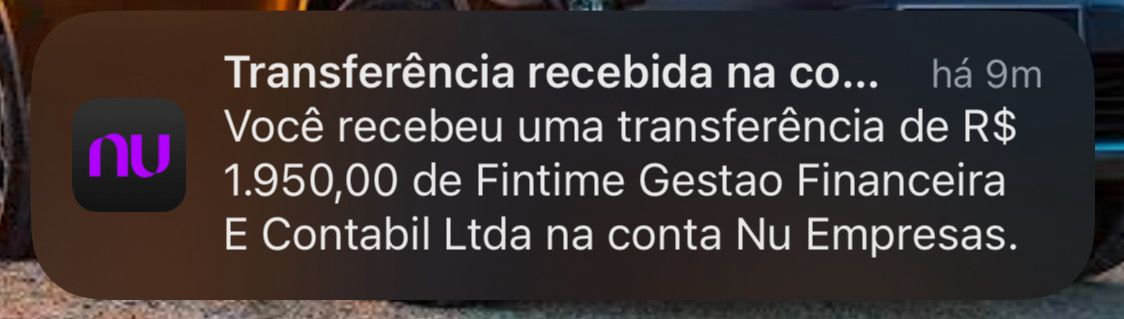 Transferência recebida na co...
há 9m
nu
Você recebeu uma transferência de R$
1.950,00 de Fintime Gestao Financeira
E Contabil Ltda na conta Nu Empresas.